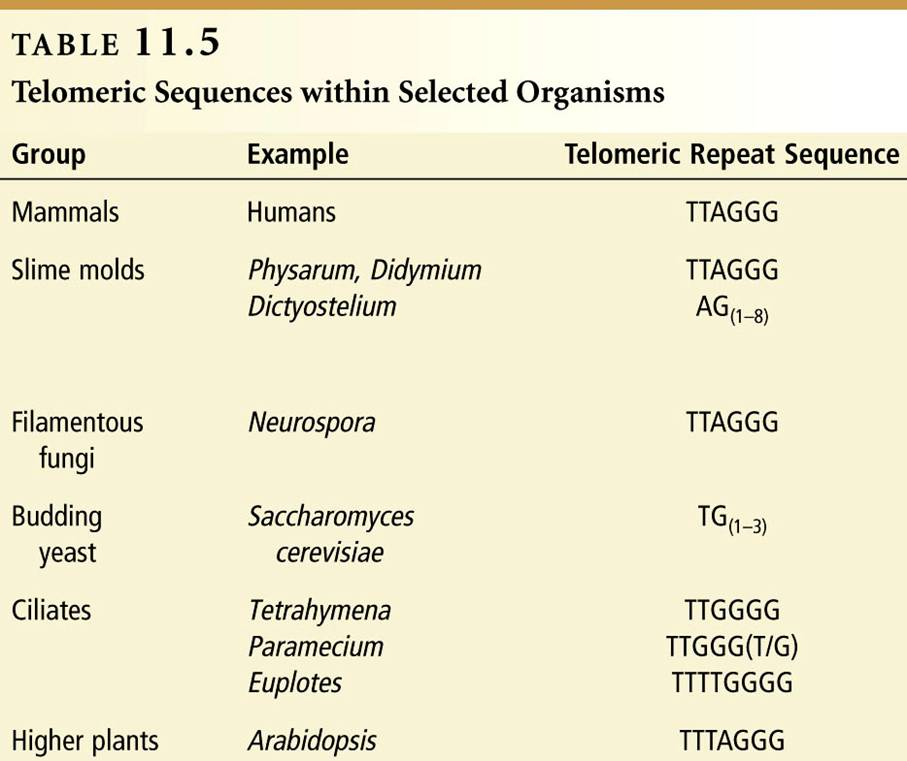 TABLE 11.5
Telomeric Sequences within Selected Organisms
Group Example Telomeric Repeat Sequence
Mammals Humans TTAGGG
Slime molds Physarum, Didymium TTAGGG
Dictyostelium AG(1–8)
Filamentous Neurospora TTAGGG
fungi
Budding Saccharomyces TG(1–3)
yeast cerevisiae
Ciliates Tetrahymena TTGGGG
Paramecium TTGGG(T/G)
Euplotes TTTTGGGG
Higher plants Arabidopsis TTTAGGG